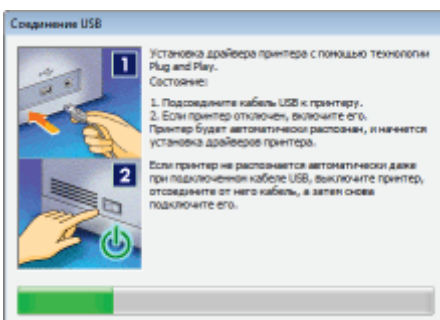 Соединение USB
1
Установка драйвера принтера с помощью технологии
Plug and Play.
Состояние:
1. Подсоедините кабель USB к принтеру.
2. Если принтер отключен, включите его.
Принтер будет автоматически распознан, и начнется
установка драйверов принтера.
2
Если принтер не распознается автоматически даже
при подключенном кабеле USB, выключите принтер,
отсоедините от него кабель, а затем снова
подключите его.